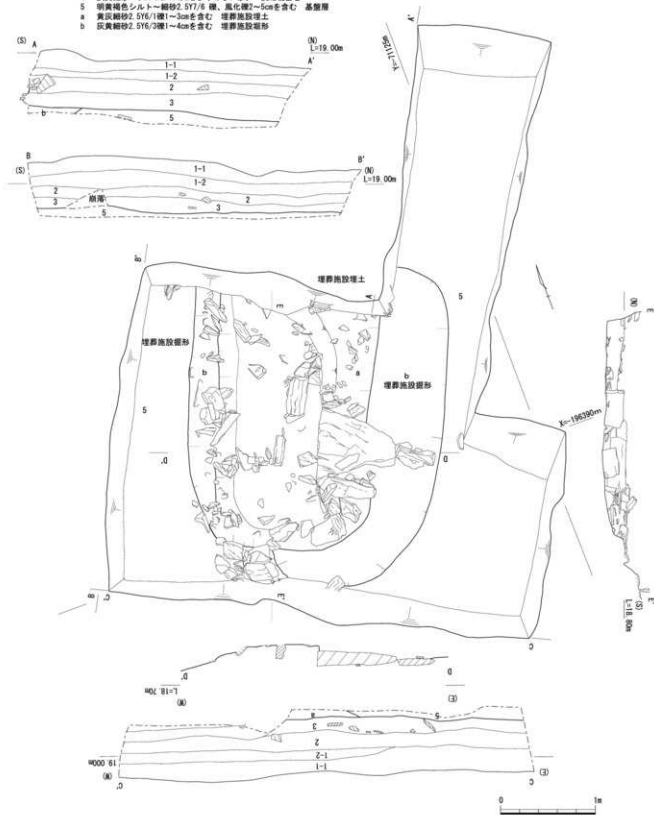 5 明黄褐色シルト～細砂2.5Y7/6 礫、風化礫2～5cmを含む 基盤層
a 黄灰細砂2.5Y6/1礫1～3cmを含む 埋葬施設埋土
b 灰黄細砂2.5Y6/3礫1～4cmを含む 埋葬施設掘形
(S) A
(N)
L=19.00m
A'
1-1
1-2
2
3
b
5
B
B'
(S)
(N)
L=19.00m
1-1
1-2
2
崩落
2
3
3
5
A'
Y=-71125m
B'
埋葬施設埋土
A
E
5
埋葬施設掘形
b
a
b
埋葬施設掘形
5
D'
D
X=-196390m
(N)
E
B
C'
E'
C
(S)
E'
L=18.80m
D'
D
L=18.70m
(W)
(E)
a
5
3
2
1-2
1-1
19.000m
(W)
(E)
C'
C
0 1m